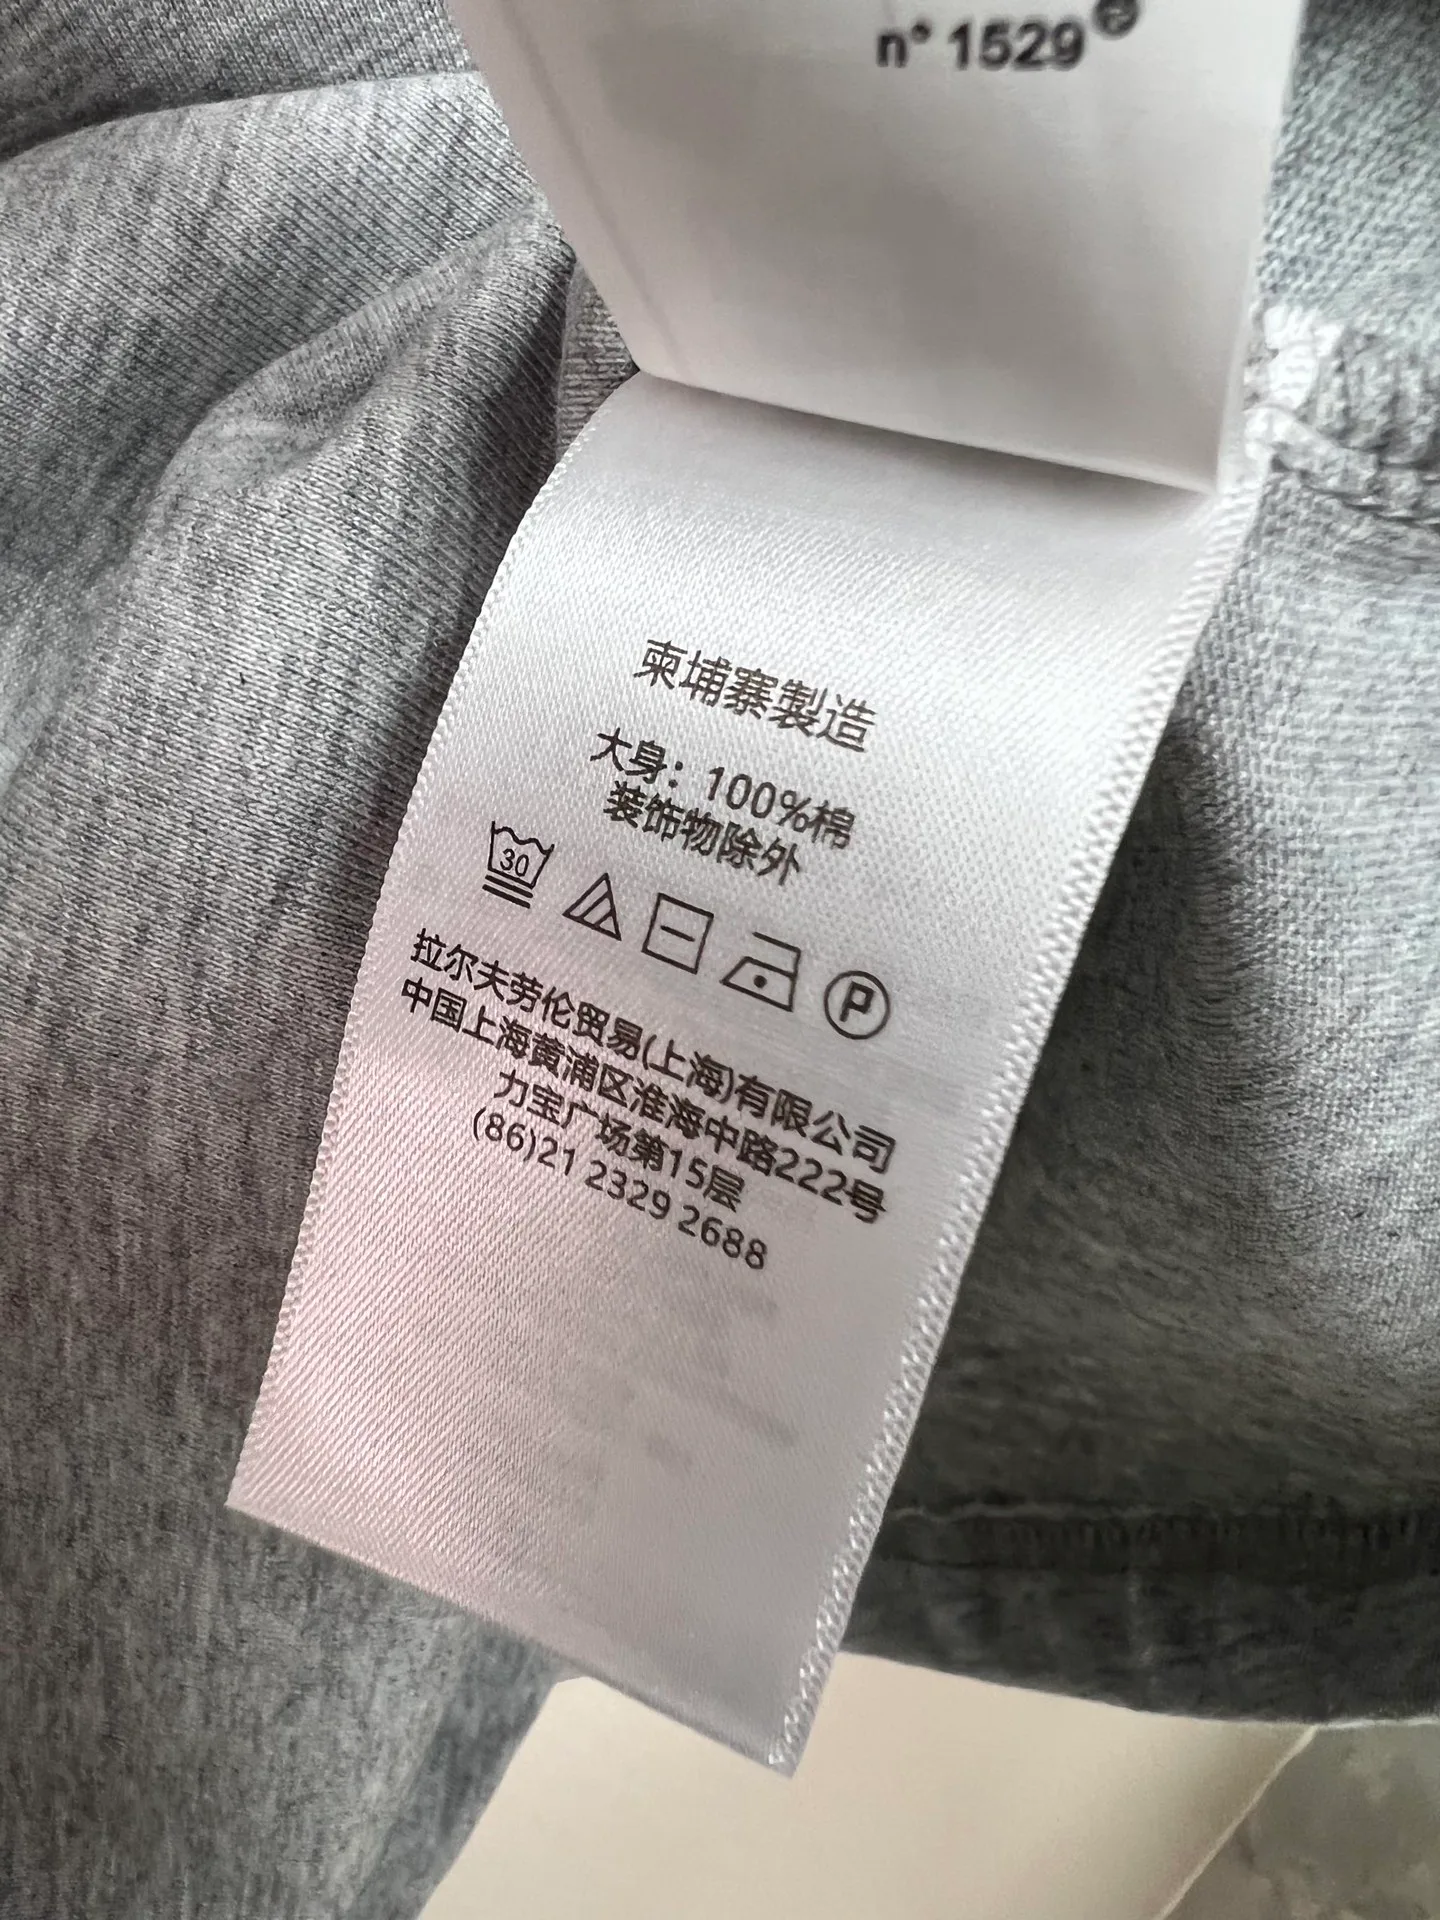 n° 1529
柬埔寨製造
大身：100%棉
装饰物除外
30
P
拉尔夫劳伦贸易(上海)有限公司
中国上海黄浦区淮海中路222号
力宝广场第15层
(86)21 2329 2688